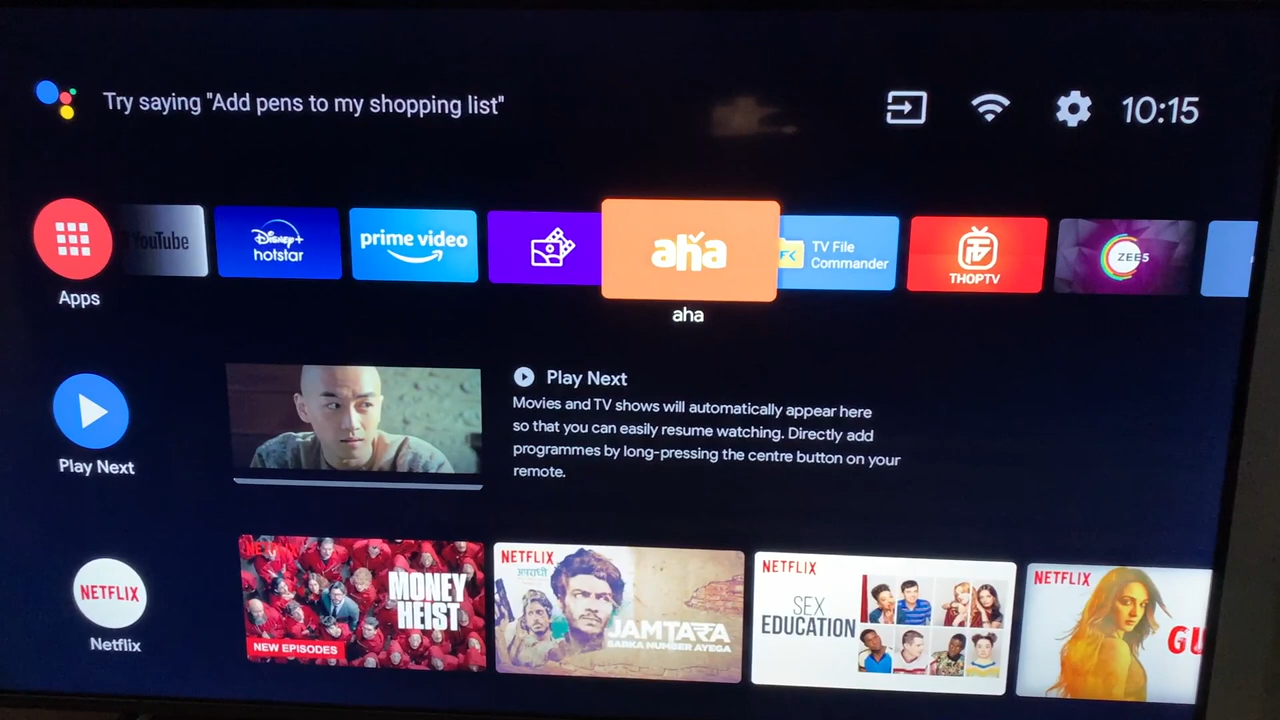 Try saying "Add pens to my shopping list"
10:15
YouTube
Disney+
hotstar
prime video
aha
TV File
Commander
THOPTV
ZEE5
Apps
aha
Play Next
Movies and TV shows will automatically appear here
so that you can easily resume watching. Directly add
programmes by long-pressing the centre button on your
remote.
Play Next
NETFLIX
MONEY
HEIST
NEW EPISODES
NETFLIX
अपराधी
JAMTARA
SABKA NUMBER AYEGA
NETFLIX
SEX
EDUCATION
NETFLIX
GU
NETFLIX
Netflix